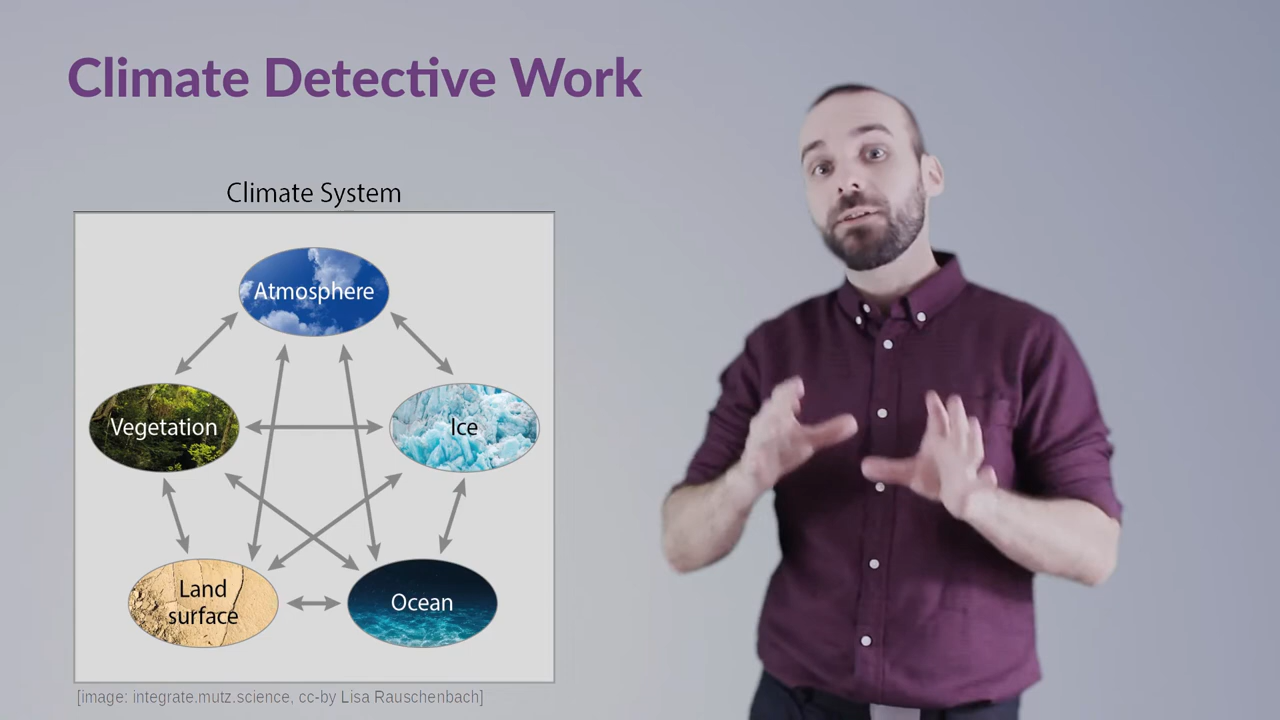 Climate Detective Work
Climate System
Atmosphere
Vegetation
Ice
Land
surface
Ocean
[image: integrate.mutz.science, cc-by Lisa Rauschenbach]